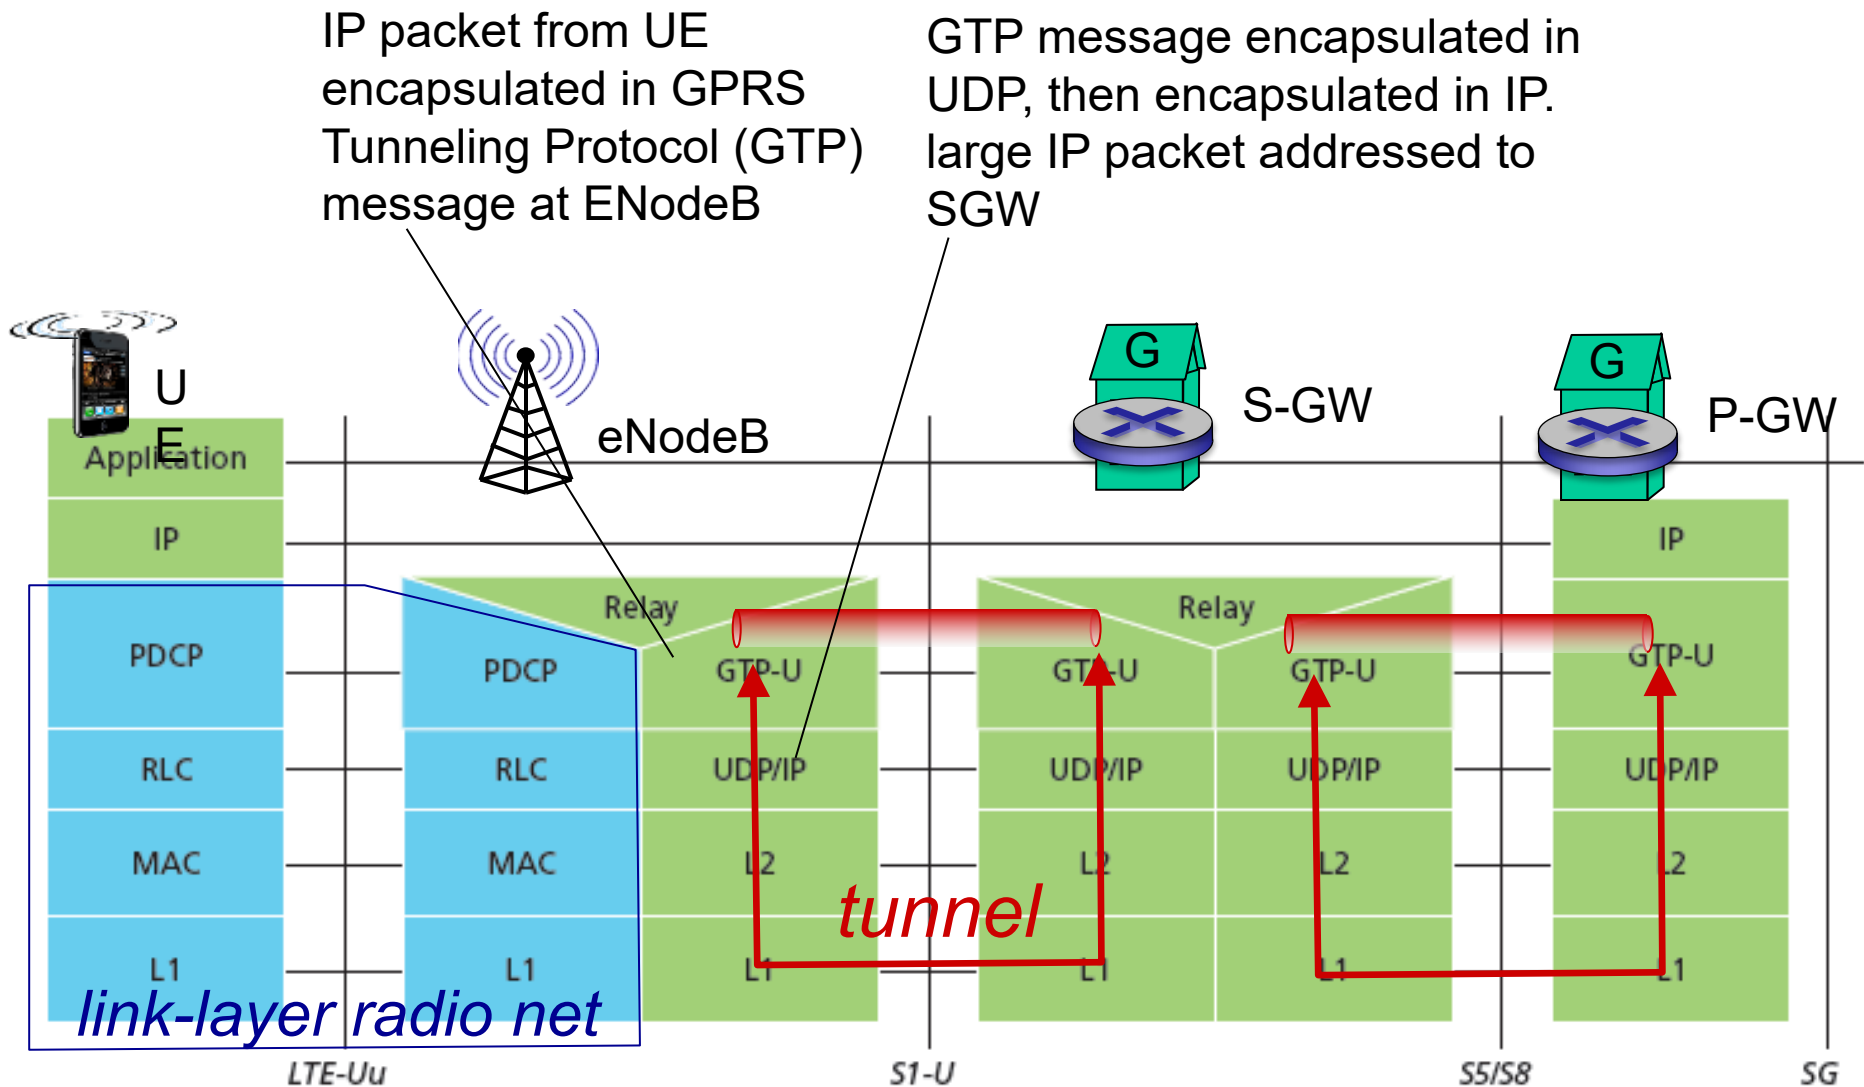 IP packet from UE
encapsulated in GPRS
Tunneling Protocol (GTP)
message at ENodeB
GTP message encapsulated in
UDP, then encapsulated in IP.
large IP packet addressed to
SGW
U
E
eNodeB
G
S-GW
G
P-GW
Application
IP
IP
Relay
Relay
PDCP
PDCP
GTP-U
GTP-U
GTP-U
GTP-U
RLC
RLC
UDP/IP
UDP/IP
UDP/IP
UDP/IP
MAC
MAC
L2
L2
L2
L2
tunnel
L1
L1
L1
L1
L1
L1
link-layer radio net
LTE-Uu
S1-U
S5/S8
SG